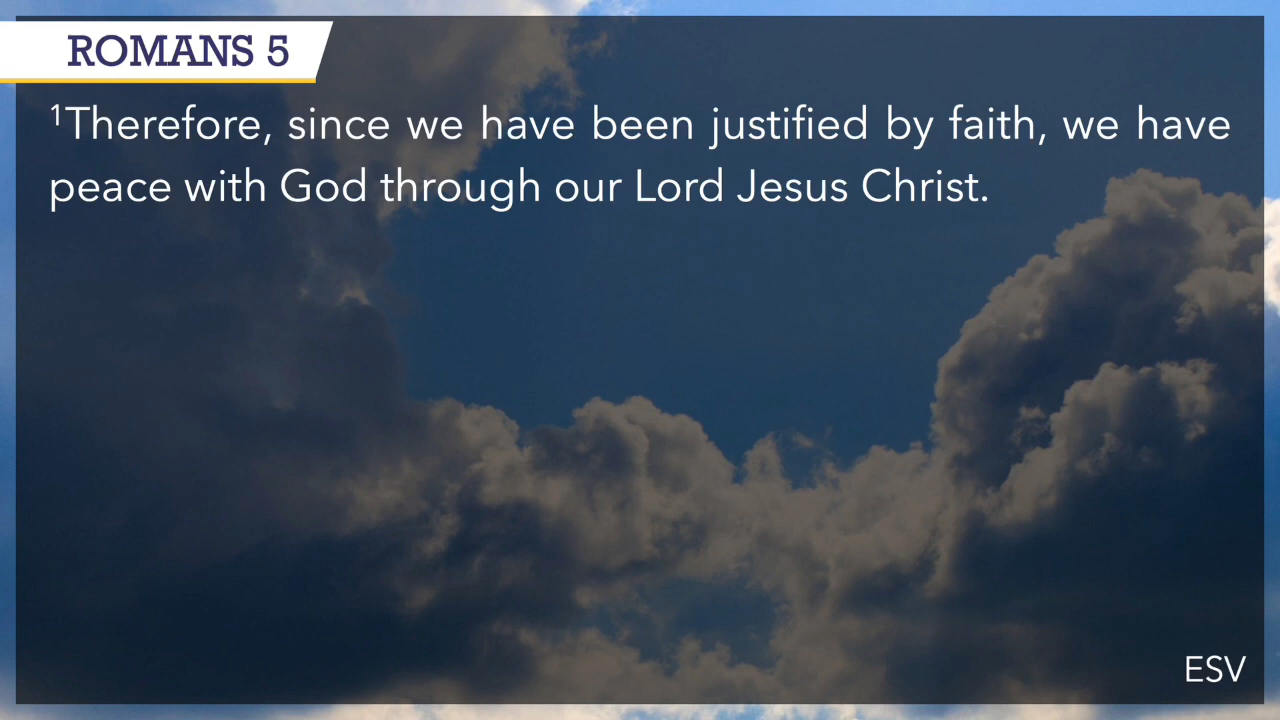 ROMANS 5
¹Therefore, since we have been justified by faith, we have
peace with God through our Lord Jesus Christ.
ESV